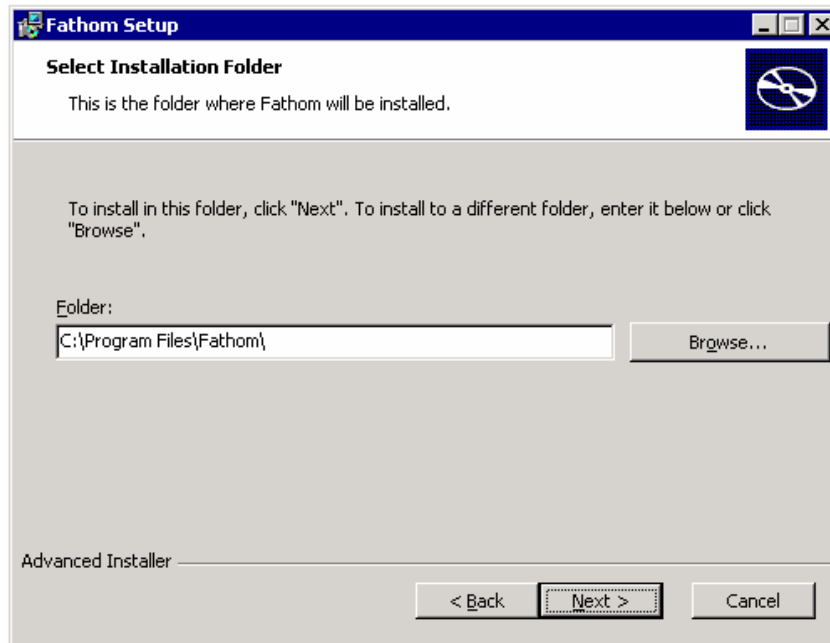 Fathom Setup
Select Installation Folder
This is the folder where Fathom will be installed.
To install in this folder, click "Next". To install to a different folder, enter it below or click
"Browse".
Folder:
C:\Program Files\Fathom\
Browse...
Advanced Installer
< Back
Next >
Cancel